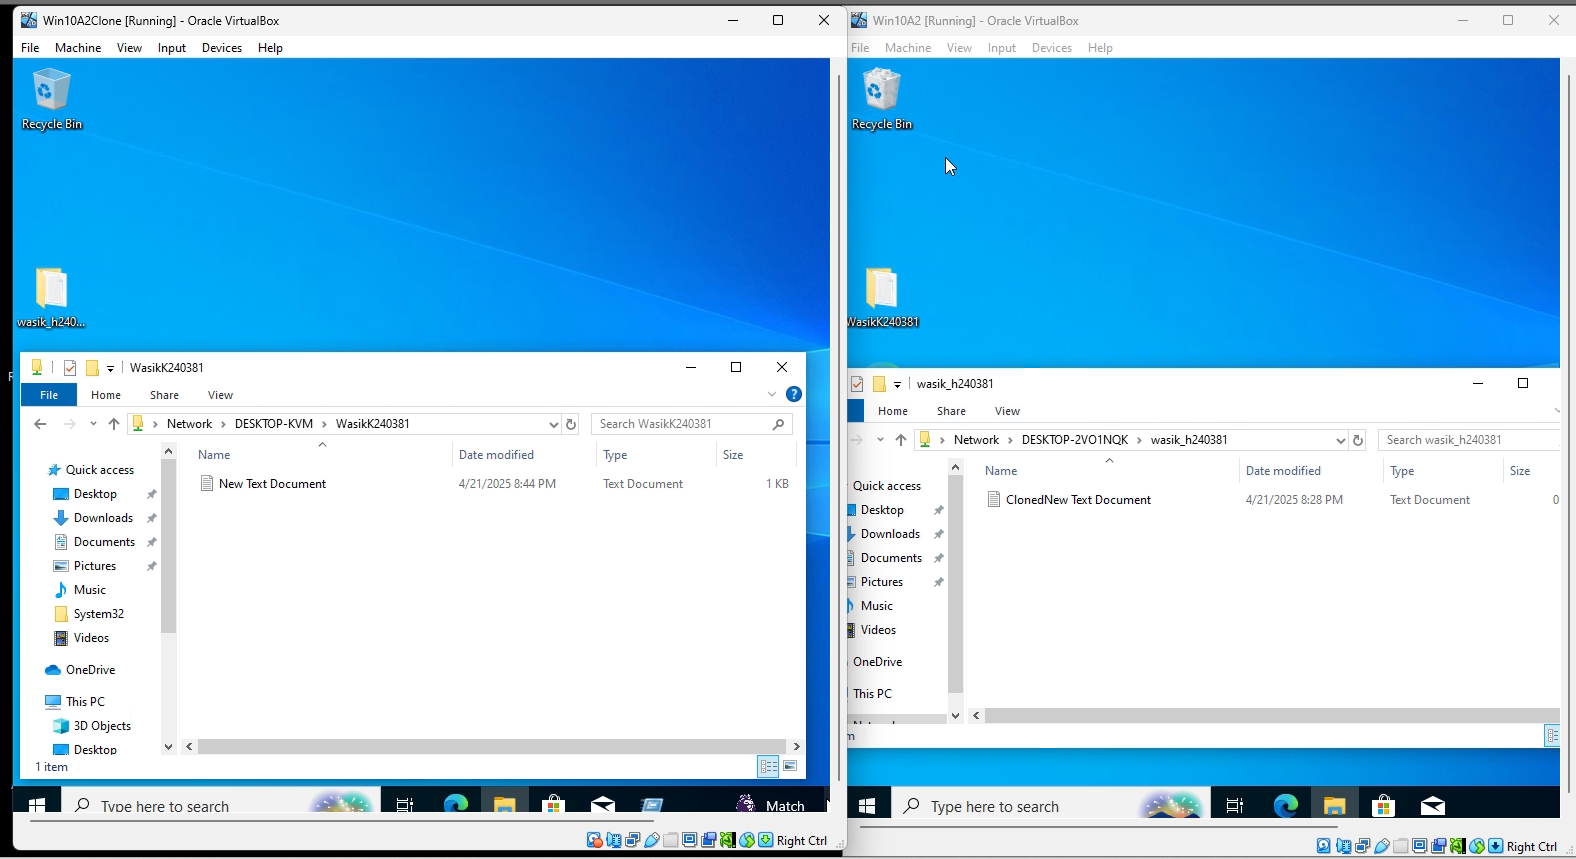 Win10A2Clone [Running] - Oracle VirtualBox
File Machine View Input Devices Help
Recycle Bin
wasik_h240...
WasikK240381
File Home Share View
Network > DESKTOP-KVM > WasikK240381
Search WasikK240381
Name Date modified Type Size
New Text Document 4/21/2025 8:44 PM Text Document 1 KB
Quick access
Desktop
Downloads
Documents
Pictures
Music
System32
Videos
OneDrive
This PC
3D Objects
Desktop
1 item
Type here to search
Match
Right Ctrl
Win10A2 [Running] - Oracle VirtualBox
File Machine View Input Devices Help
Recycle Bin
WasikK240381
wasik_h240381
Home Share View
Network > DESKTOP-2VO1NQK > wasik_h240381
Search wasik_h240381
Name Date modified Type Size
ClonedNew Text Document 4/21/2025 8:28 PM Text Document 0
Quick access
Desktop
Downloads
Documents
Pictures
Music
Videos
OneDrive
This PC
Type here to search
Right Ctrl